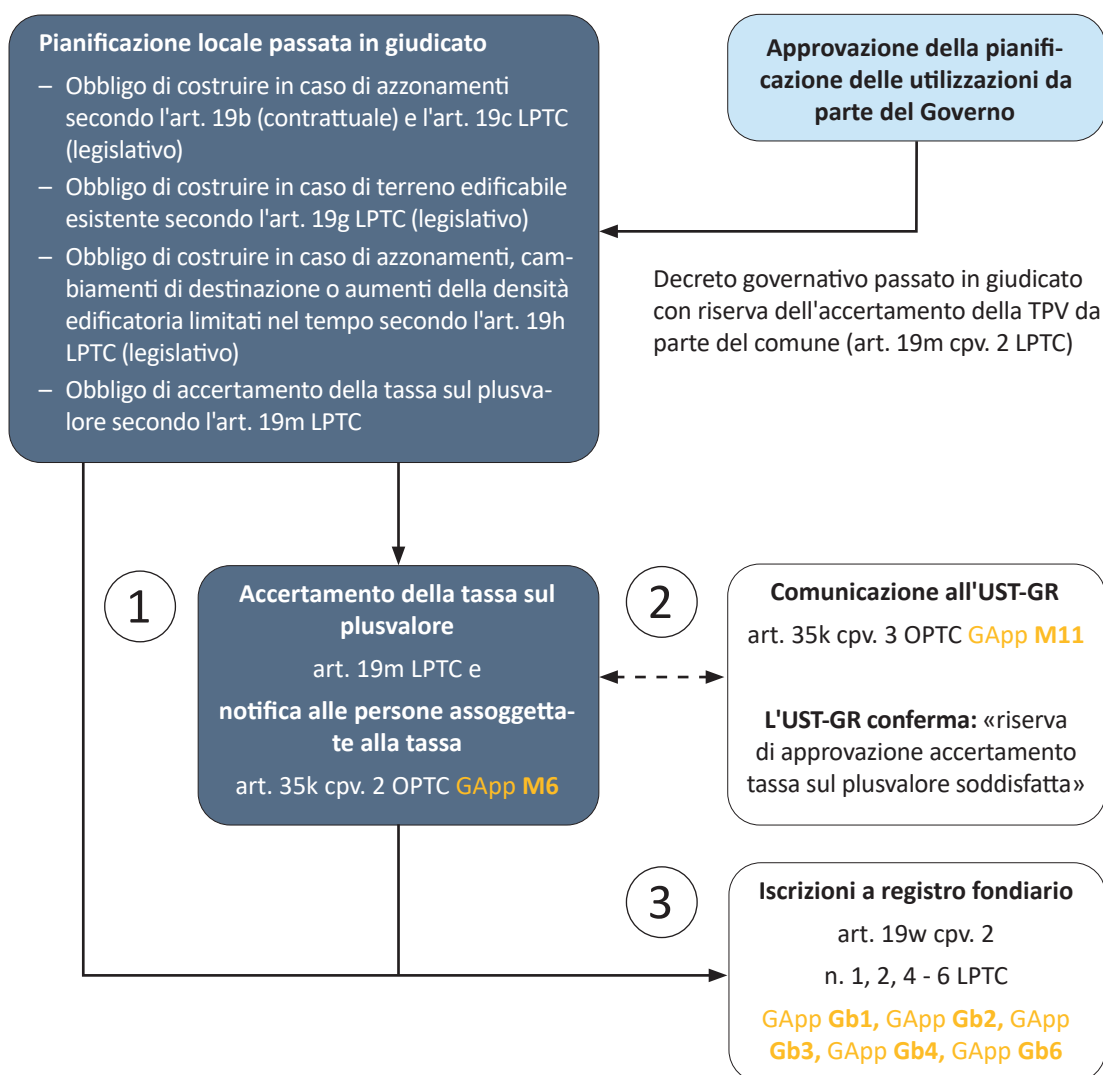 Pianificazione locale passata in giudicato
– Obbligo di costruire in caso di azzonamenti
secondo l'art. 19b (contrattuale) e l'art. 19c LPTC
(legislativo)
– Obbligo di costruire in caso di terreno edificabile
esistente secondo l'art. 19g LPTC (legislativo)
– Obbligo di costruire in caso di azzonamenti, cam-
biamenti di destinazione o aumenti della densità
edificatoria limitati nel tempo secondo l'art. 19h
LPTC (legislativo)
– Obbligo di accertamento della tassa sul plusva-
lore secondo l'art. 19m LPTC
Approvazione della pianifi-
cazione delle utilizzazioni da
parte del Governo
Decreto governativo passato in giudicato
con riserva dell'accertamento della TPV da
parte del comune (art. 19m cpv. 2 LPTC)
1
Accertamento della tassa sul
plusvalore
art. 19m LPTC e
notifica alle persone assoggetta-
te alla tassa
art. 35k cpv. 2 OPTC GApp M6
2
Comunicazione all'UST-GR
art. 35k cpv. 3 OPTC GApp M11
L'UST-GR conferma: «riserva
di approvazione accertamento
tassa sul plusvalore soddisfatta»
3
Iscrizioni a registro fondiario
art. 19w cpv. 2
n. 1, 2, 4 - 6 LPTC
GApp Gb1, GApp Gb2, GApp
Gb3, GApp Gb4, GApp Gb6